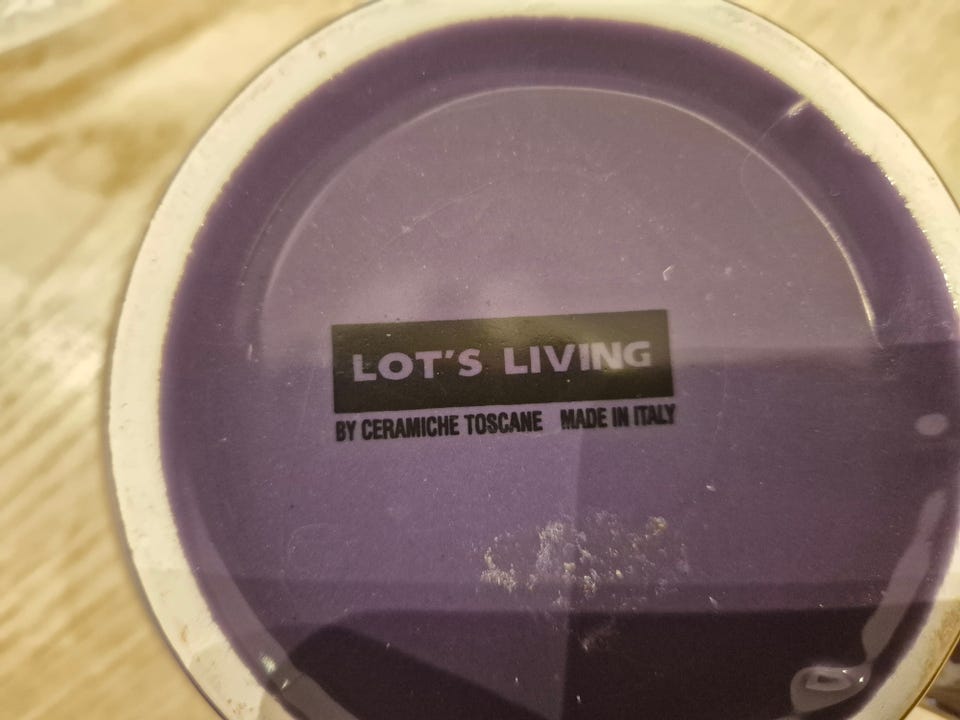 LOT'S LIVING
BY CERAMICHE TOSCANE MADE IN ITALY